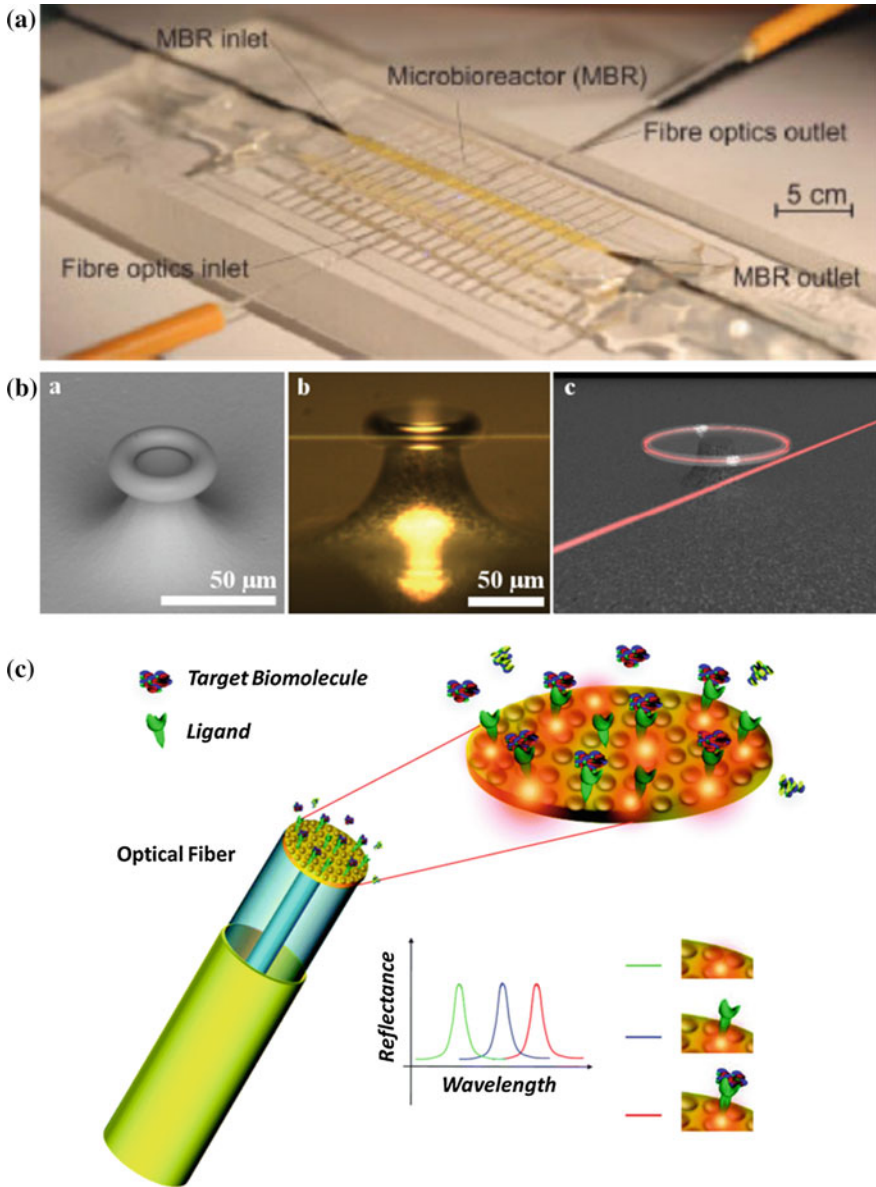 (a)
MBR inlet
Microbioreactor (MBR)
Fibre optics outlet
5 cm
Fibre optics inlet
MBR outlet
(b)
a
50 μm
b
50 μm
c
(c)
Target Biomolecule
Ligand
Optical Fiber
Reflectance
Wavelength